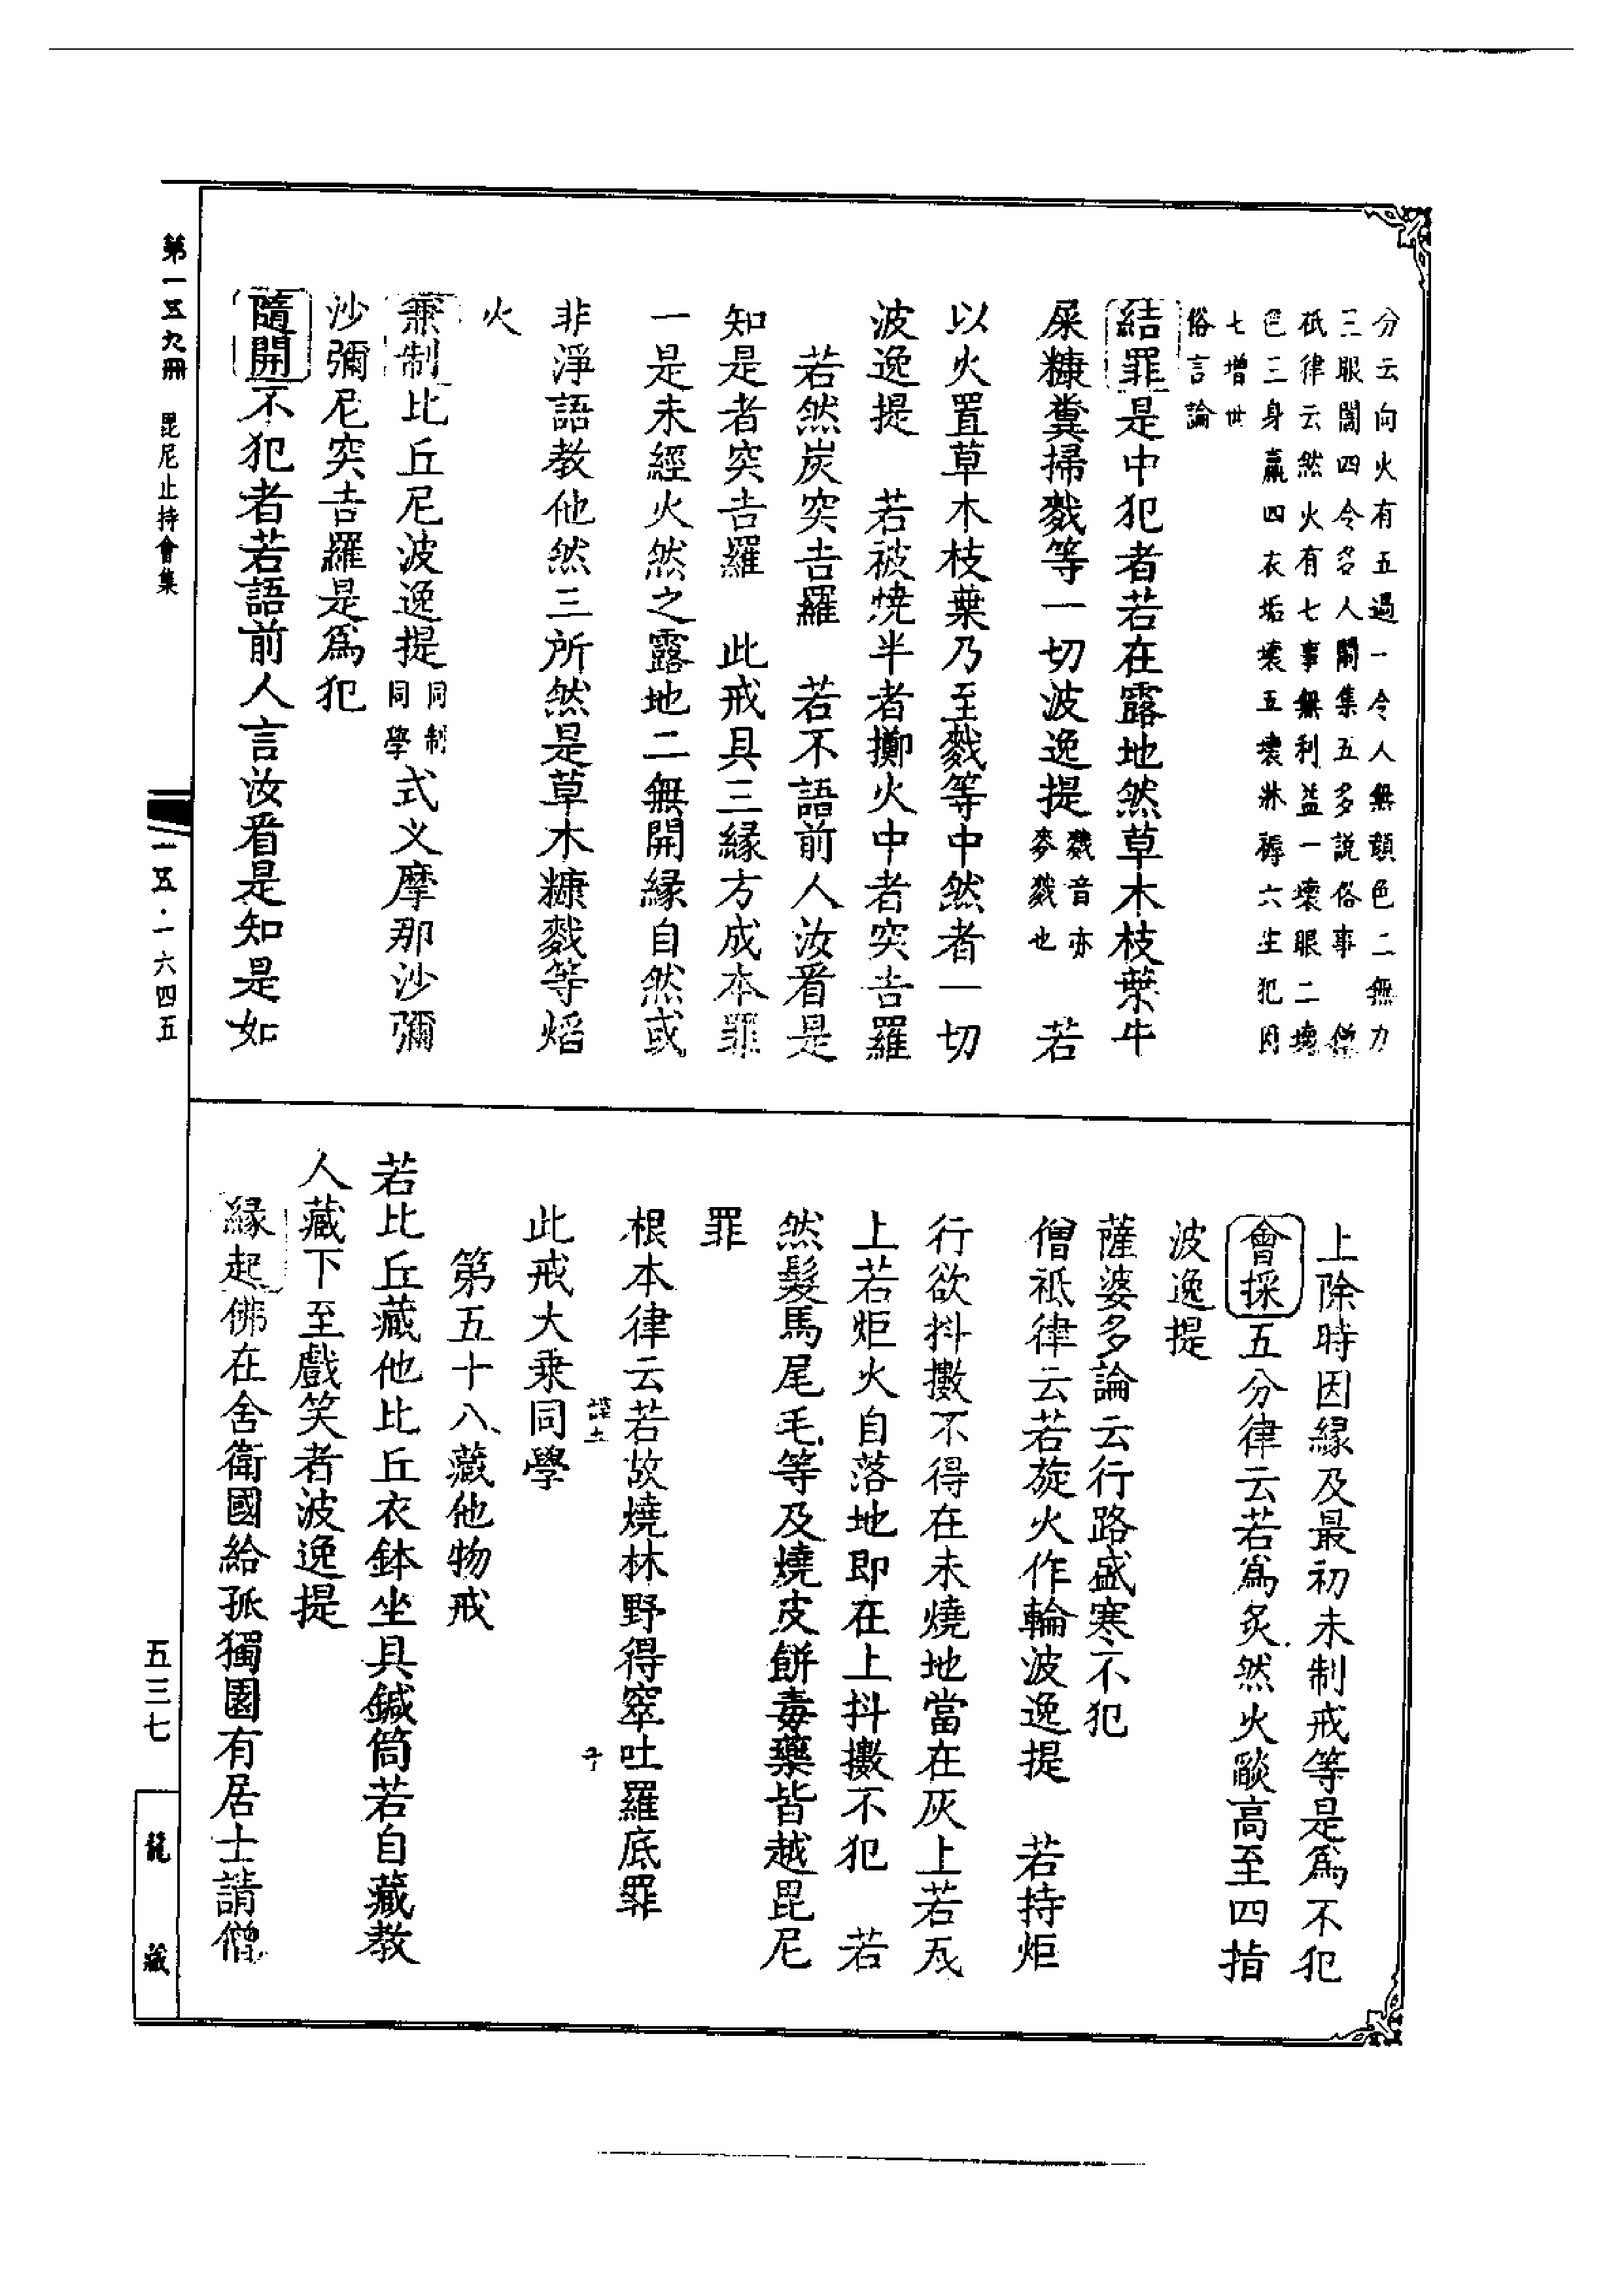 分云向火有五過一令人無顏色二無力
三眼闇四令多人鬧集五多説俗事　僧
祇律云然火有七事無利益一壞眼二壞
色三身羸四衣垢壞五壞牀褥六生犯因
七增世
俗言論
結罪是中犯者若在露地然草木枝葉牛
屎糠糞掃㪍等一切波逸提㪍音亦麥㪍也　若
以火置草木枝葉乃至㪍等中然者一切
波逸提　若被燒半者擲火中者突吉羅
若然炭突吉羅　若不語前人汝看是
知是者突吉羅　此戒具三緣方成本罪
一是未經火然之露地二無開緣自然或
非淨語教他然三所然是草木糠㪍等焰
火
兼制比丘尼波逸提同制同學式叉摩那沙彌
沙彌尼突吉羅是爲犯
隨開不犯者若語前人言汝看是知是如
上除時因緣及最初未制戒等是爲不犯
會採五分律云若爲炙然火燄高至四指
波逸提
薩婆多論云行路盛寒不犯
僧祇律云若旋火作輪波逸提　若持炬
行欲抖擻不得在未燒地當在灰上若瓦
上若炬火自落地即在上抖擻不犯　若
然髮馬尾毛等及燒皮餅毒藥皆越毘尼
罪
根本律云若故燒林野得窣吐羅底罪
此戒大乘同學
第五十八藏他物戒
若比丘藏他比丘衣鉢坐具鍼筒若自藏教
人藏下至戲笑者波逸提
緣起佛在舍衛國給孤獨園有居士請僧
第一五九冊　毘尼止持會集
一五·一六四五
五三七
龍藏